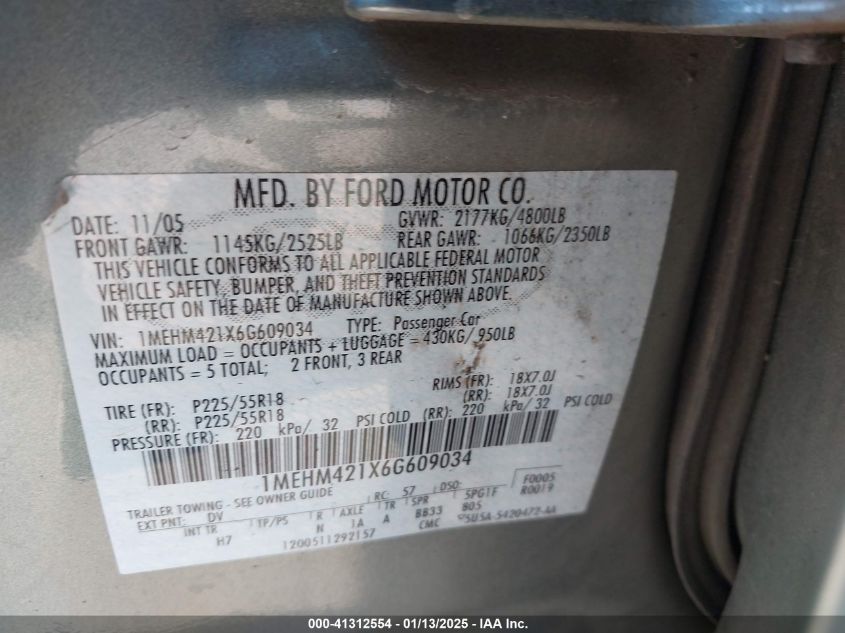 MFD. BY FORD MOTOR CO.
DATE: 11/05 GVWR: 2177KG/4800LB
FRONT GAWR: 1145KG/2525LB REAR GAWR: 1066KG/2350LB
THIS VEHICLE CONFORMS TO ALL APPLICABLE FEDERAL MOTOR
VEHICLE SAFETY, BUMPER, AND THEFT PREVENTION STANDARDS
IN EFFECT ON THE DATE OF MANUFACTURE SHOWN ABOVE.
VIN: 1MEHM421X6G609034 TYPE: Passenger Car
MAXIMUM LOAD = OCCUPANTS + LUGGAGE = 430KG/ 950LB
OCCUPANTS = 5 TOTAL; 2 FRONT, 3 REAR
TIRE (FR): P225/55R18 RIMS (FR): 18X7.0J
(RR): P225/55R18 (RR): 18X7.0J
PRESSURE (FR): 220 kPa/ 32 PSI COLD (RR): 220 kPa/ 32 PSI COLD
1MEHM421X6G609034
TRAILER TOWING - SEE OWNER GUIDE RC: 57 DSO: F0005
EXT PNT: DV R0019
INT TR TP/PS R AXLE TR SPR SPGTF
H7 N 1A A BB33 805
1200511292157 CMC 5U5A-5420472-AA
000-41312554 - 01/13/2025 - IAA Inc.